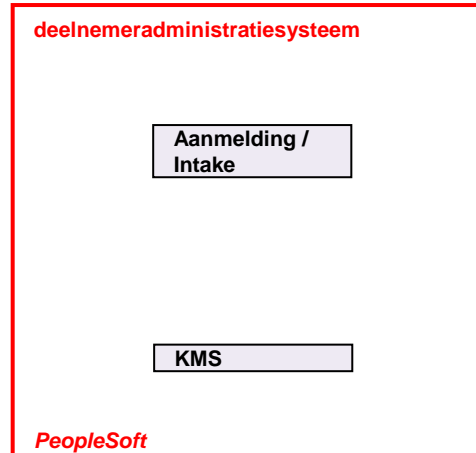 deelnemeradministratiesysteem
Aanmelding /
Intake
KMS
PeopleSoft